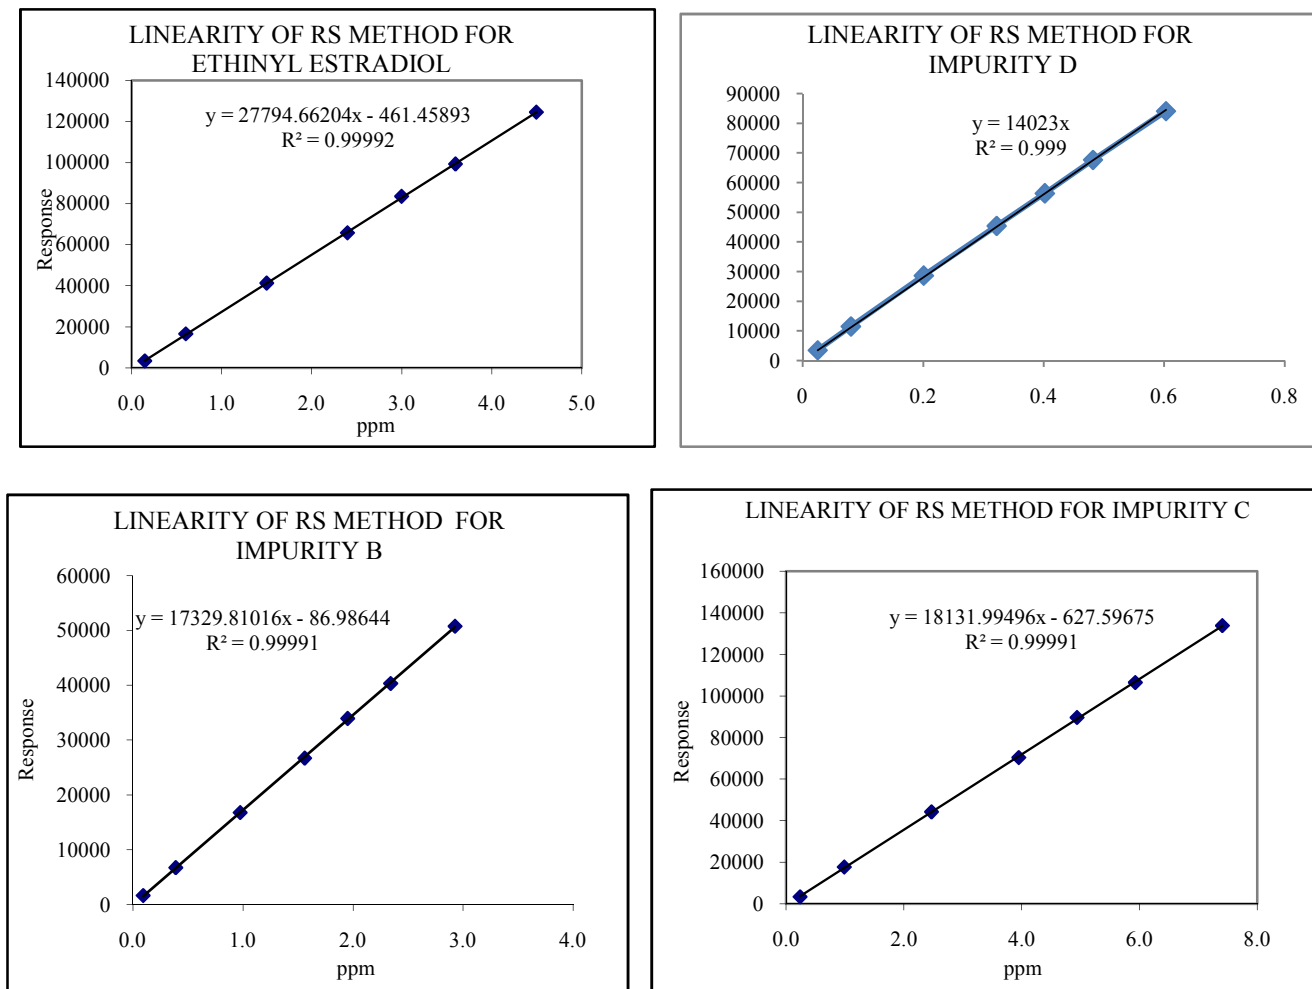 LINEARITY OF RS METHOD FOR
ETHINYL ESTRADIOL
140000
120000
100000
80000
60000
40000
20000
0
Response
y = 27794.66204x - 461.45893
R² = 0.99992
0.0 1.0 2.0 3.0 4.0 5.0
ppm
LINEARITY OF RS METHOD FOR
IMPURITY D
90000
80000
70000
60000
50000
40000
30000
20000
10000
0
y = 14023x
R² = 0.999
0 0.2 0.4 0.6 0.8
LINEARITY OF RS METHOD FOR
IMPURITY B
60000
50000
40000
30000
20000
10000
0
Response
y = 17329.81016x - 86.98644
R² = 0.99991
0.0 1.0 2.0 3.0 4.0
ppm
LINEARITY OF RS METHOD FOR IMPURITY C
160000
140000
120000
100000
80000
60000
40000
20000
0
Response
y = 18131.99496x - 627.59675
R² = 0.99991
0.0 2.0 4.0 6.0 8.0
ppm